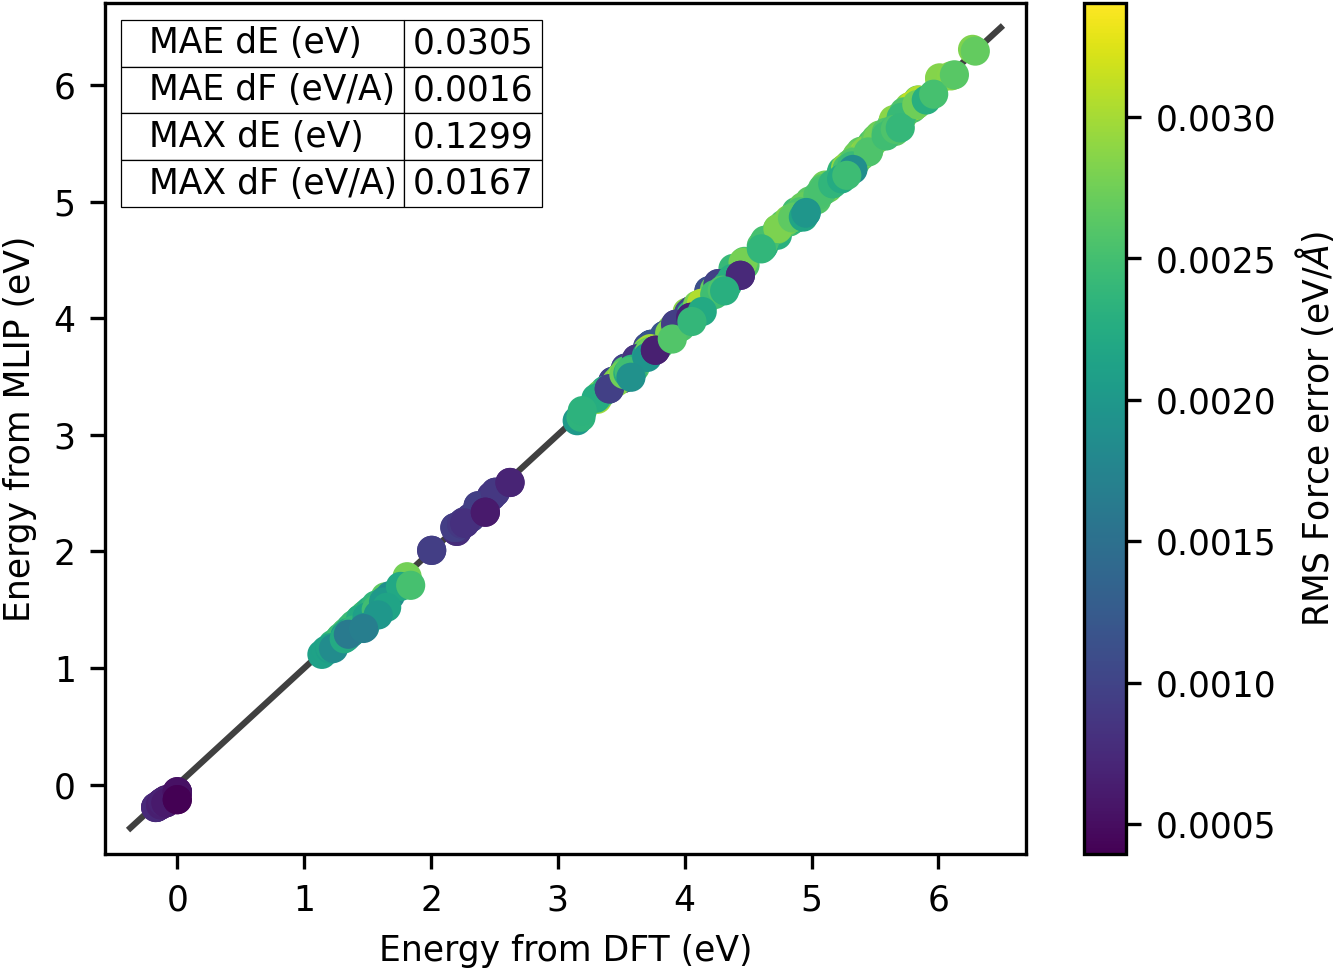 MAE dE (eV) 0.0305
MAE dF (eV/A) 0.0016
MAX dE (eV) 0.1299
MAX dF (eV/A) 0.0167
Energy from MLIP (eV)
6
5
4
3
2
1
0
0 1 2 3 4 5 6
Energy from DFT (eV)
0.0030
0.0025
0.0020
0.0015
0.0010
0.0005
RMS Force error (eV/Å)